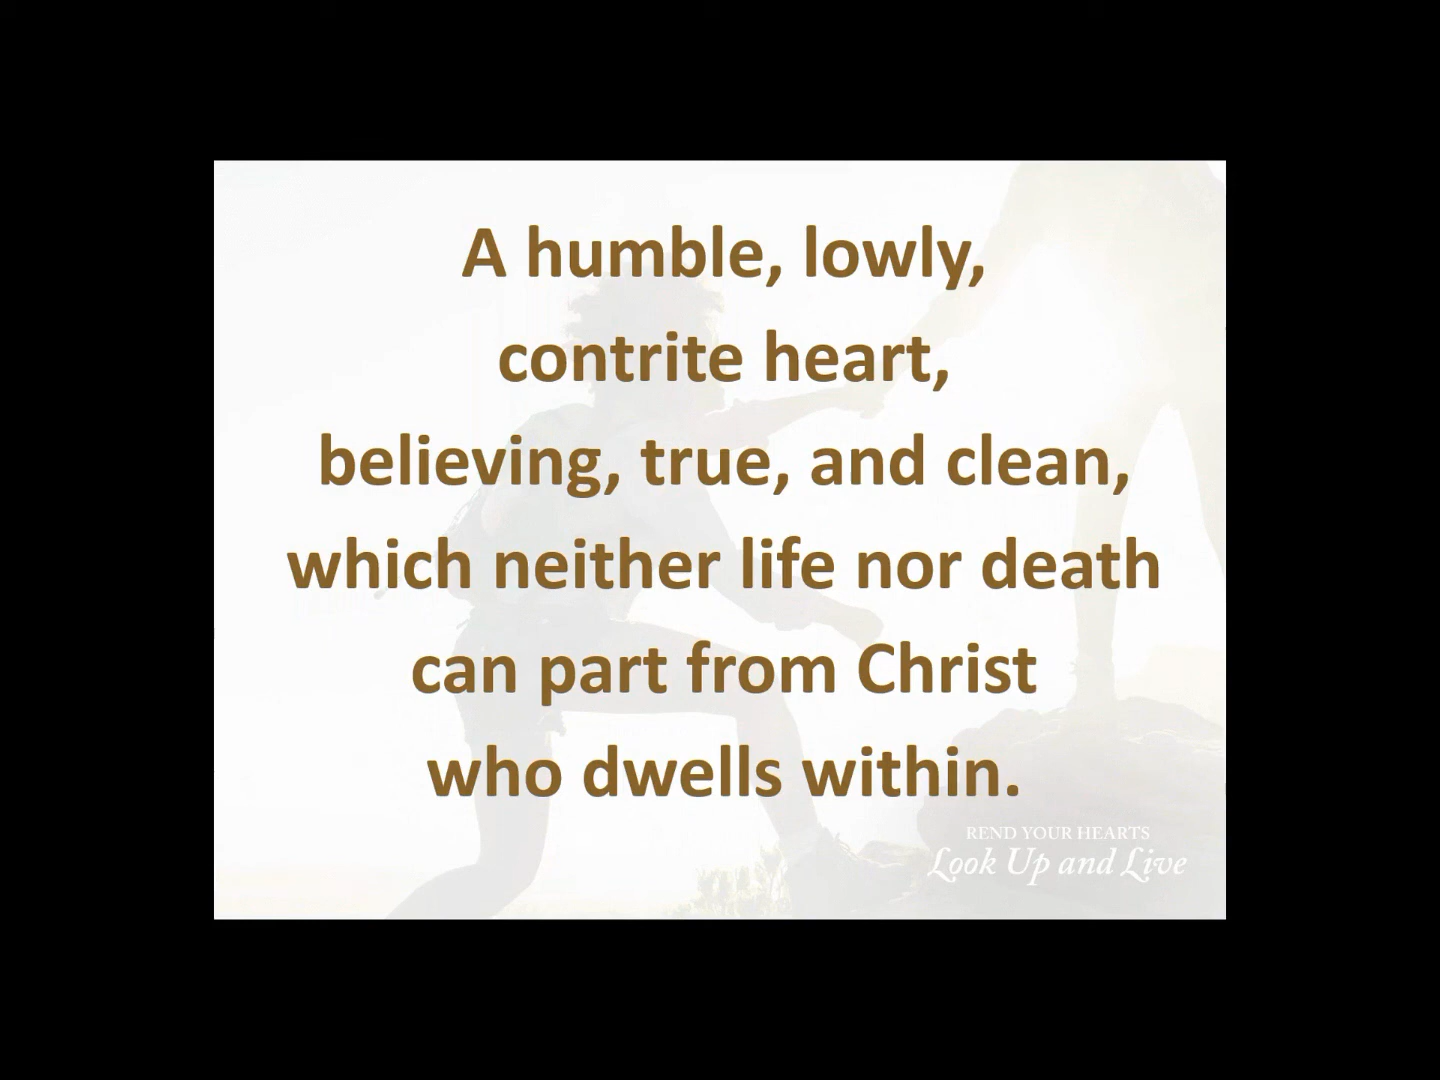 A humble, lowly,
contrite heart,
believing, true, and clean,
which neither life nor death
can part from Christ
who dwells within.
REND YOUR HEARTS
Look Up and Live